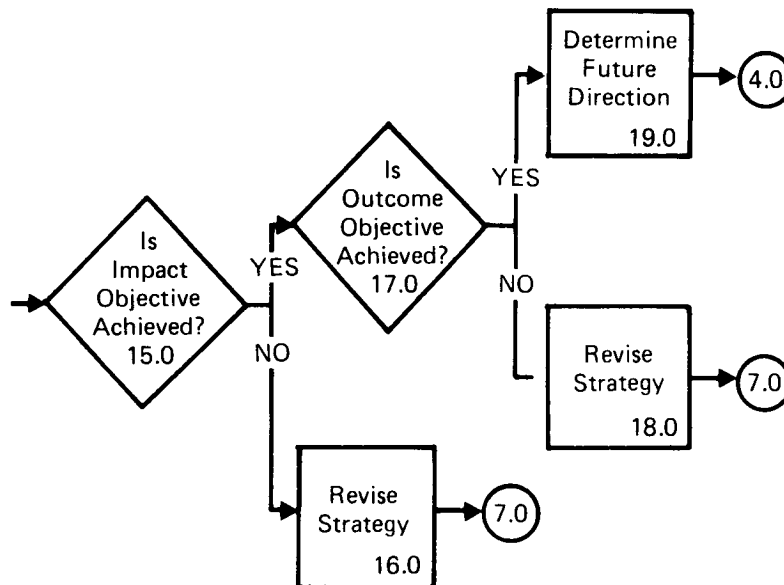 Is
Impact
Objective
Achieved?
15.0
YES
NO
Is
Outcome
Objective
Achieved?
17.0
YES
NO
Determine
Future
Direction
19.0
4.0
Revise
Strategy
18.0
7.0
Revise
Strategy
16.0
7.0